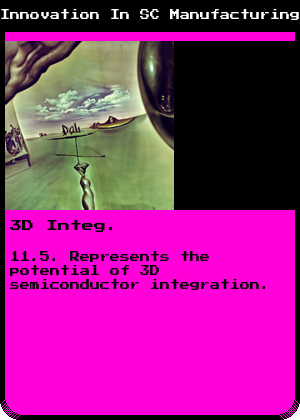 Innovation In SC Manufacturing
Dali
3D Integ.
11.5. Represents the
potential of 3D
semiconductor integration.